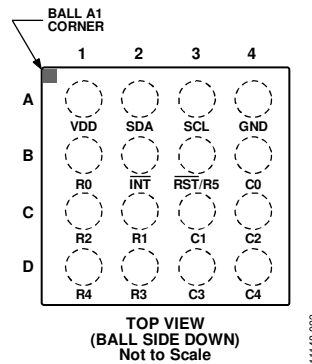 BALL A1
CORNER
1 2 3 4
A
VDD SDA SCL GND
B
R0 INT RST/R5 C0
C
R2 R1 C1 C2
D
R4 R3 C3 C4
TOP VIEW
(BALL SIDE DOWN)
Not to Scale